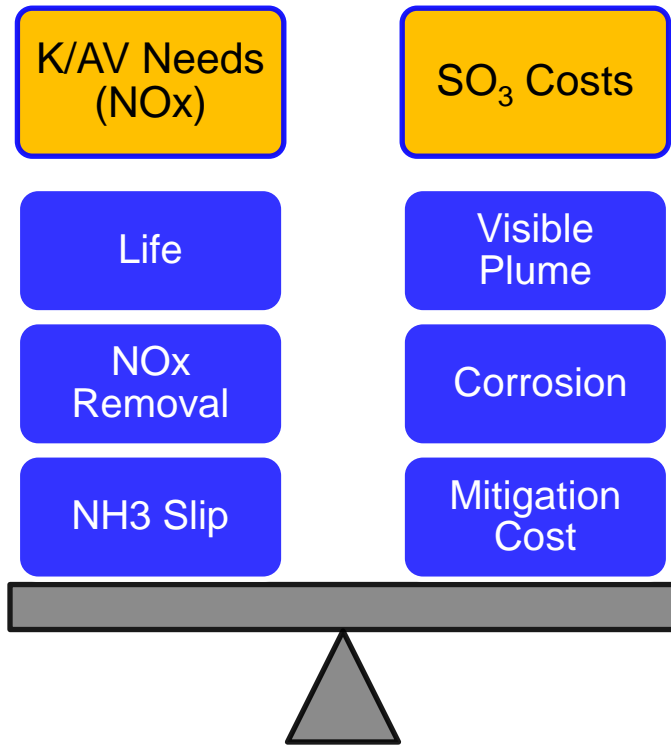 K/AV Needs
(NOx)
SO₃ Costs
Life
Visible
Plume
NOx
Removal
Corrosion
NH3 Slip
Mitigation
Cost